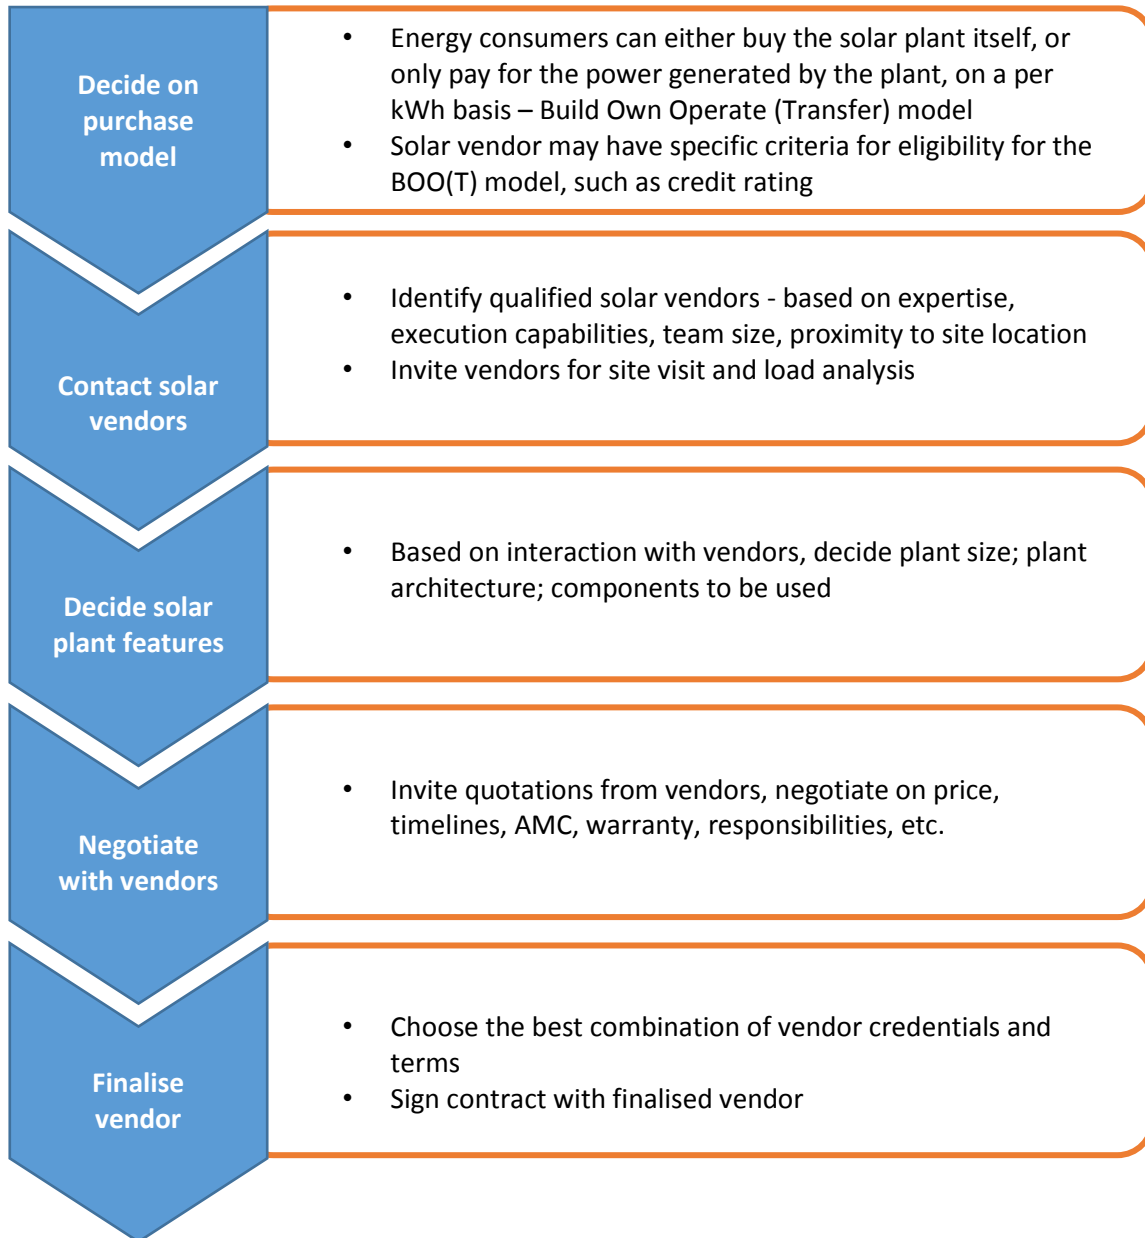 Decide on
purchase
model
• Energy consumers can either buy the solar plant itself, or
only pay for the power generated by the plant, on a per
kWh basis – Build Own Operate (Transfer) model
• Solar vendor may have specific criteria for eligibility for the
BOO(T) model, such as credit rating
Contact solar
vendors
• Identify qualified solar vendors - based on expertise,
execution capabilities, team size, proximity to site location
• Invite vendors for site visit and load analysis
Decide solar
plant features
• Based on interaction with vendors, decide plant size; plant
architecture; components to be used
Negotiate
with vendors
• Invite quotations from vendors, negotiate on price,
timelines, AMC, warranty, responsibilities, etc.
Finalise
vendor
• Choose the best combination of vendor credentials and
terms
• Sign contract with finalised vendor